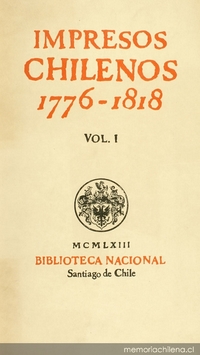 IMPRESOS
CHILENOS
1776-1818
VOL. I
MCMLXIII
BIBLIOTECA NACIONAL
Santiago de Chile
memoriachilena.cl